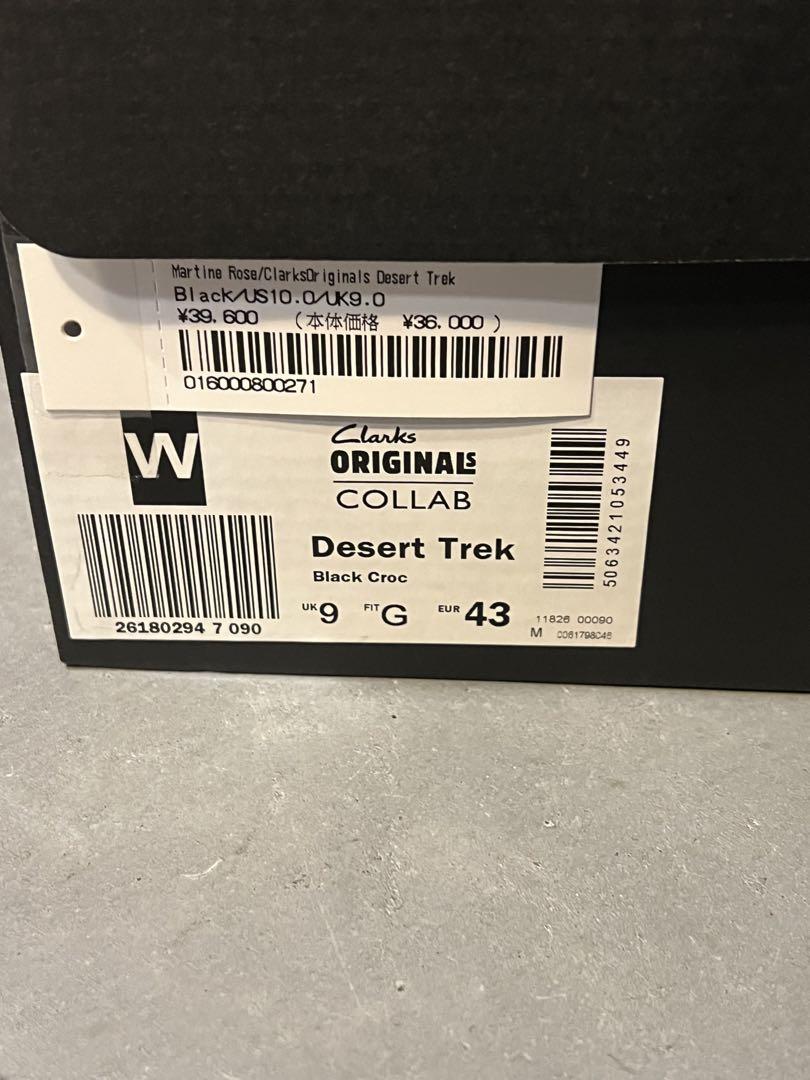 Martine Rose/ClarksOriginals Desert Trek
Black/US10.0/UK9.0
¥39,600 (本体価格 ¥36,000)
016000800271
W
Clarks
ORIGINALS
COLLAB
Desert Trek
Black Croc
UK 9 FIT G EUR 43
26180294 7 090
5063421053449
11826 00090
M